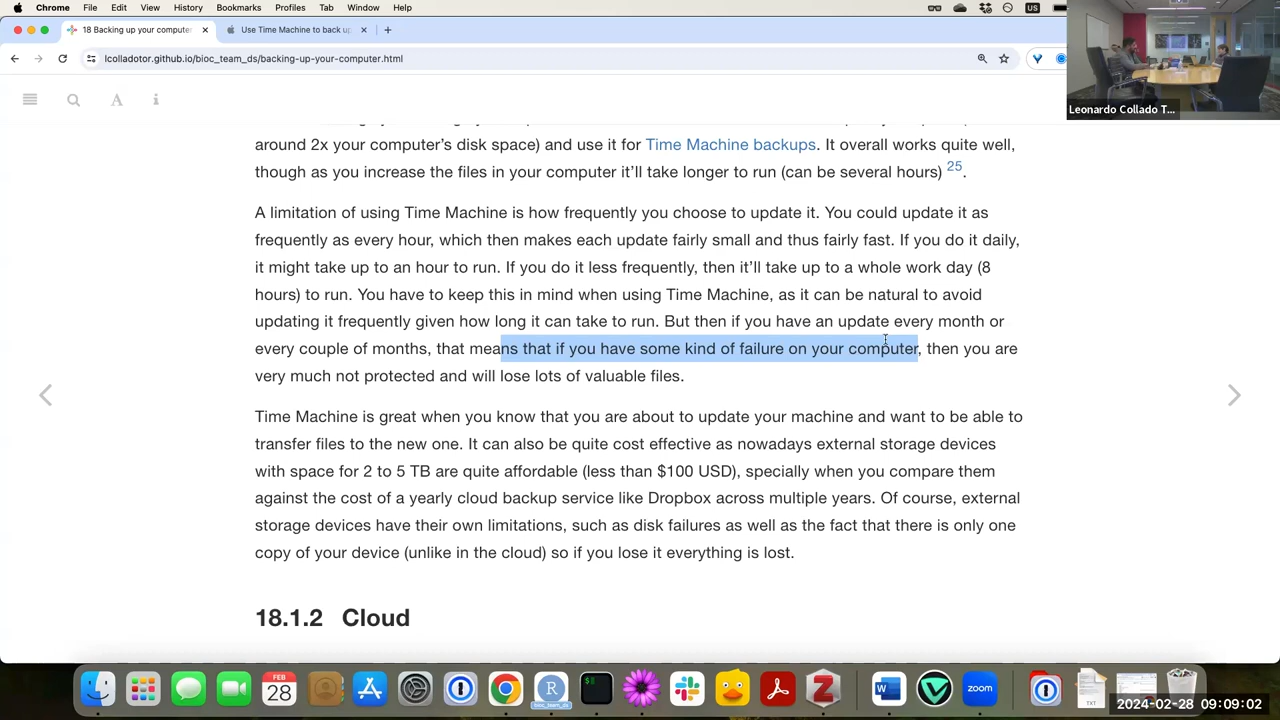 Chrome File Edit View History Bookmarks Profiles Tab Window Help US
18 Backing up your compute
Use Time Machine to back up
lcolladotor.github.io/bioc_team_ds/backing-up-your-computer.html
Leonardo Collado T...
around 2x your computer's disk space) and use it for Time Machine backups. It overall works quite well,
though as you increase the files in your computer it'll take longer to run (can be several hours) 25.
A limitation of using Time Machine is how frequently you choose to update it. You could update it as
frequently as every hour, which then makes each update fairly small and thus fairly fast. If you do it daily,
it might take up to an hour to run. If you do it less frequently, then it'll take up to a whole work day (8
hours) to run. You have to keep this in mind when using Time Machine, as it can be natural to avoid
updating it frequently given how long it can take to run. But then if you have an update every month or
every couple of months, that means that if you have some kind of failure on your computer, then you are
very much not protected and will lose lots of valuable files.
Time Machine is great when you know that you are about to update your machine and want to be able to
transfer files to the new one. It can also be quite cost effective as nowadays external storage devices
with space for 2 to 5 TB are quite affordable (less than $100 USD), specially when you compare them
against the cost of a yearly cloud backup service like Dropbox across multiple years. Of course, external
storage devices have their own limitations, such as disk failures as well as the fact that there is only one
copy of your device (unlike in the cloud) so if you lose it everything is lost.
18.1.2 Cloud
FEB
28
bioc_team_ds
zoom
TXT
2024-02-28 09:09:02